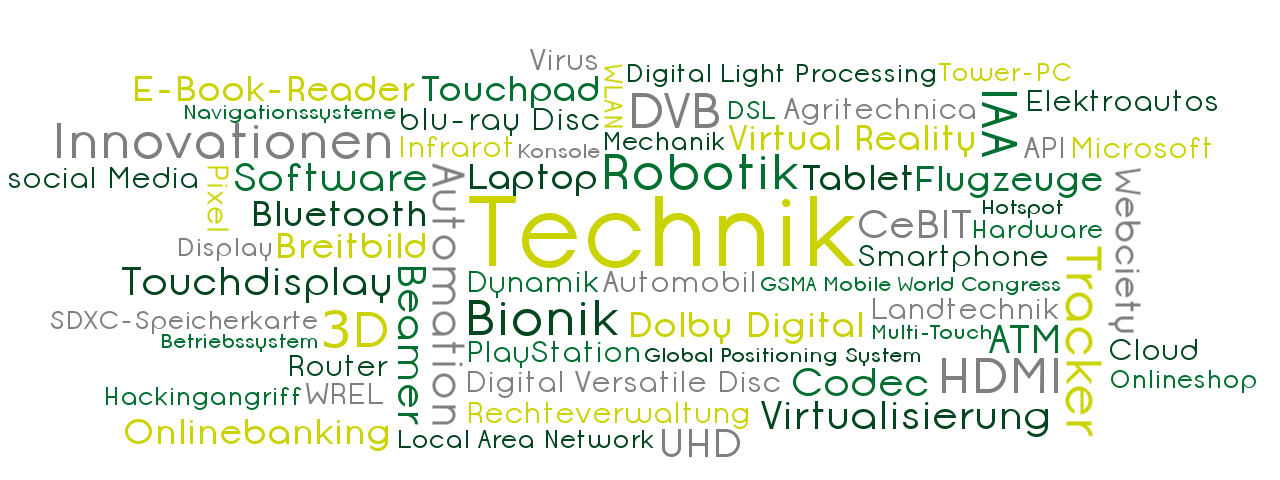 Virus
WLAN
Digital Light Processing
Tower-PC
E-Book-Reader
Touchpad
DVB
DSL
Agritechnica
IAA
Elektroautos
Navigationssysteme
blu-ray Disc
Innovationen
Infrarot
Konsole
Mechanik
Virtual Reality
API
Microsoft
social Media
Pixel
Software
Automation
Laptop
Robotik
Tablet
Flugzeuge
Webciety
Bluetooth
Technik
CeBIT
Hotspot
Hardware
Display
Breitbild
Smartphone
Tracker
Touchdisplay
Beamer
Dynamik
Automobil
GSMA Mobile World Congress
SDXC-Speicherkarte
3D
Bionik
Dolby Digital
Landtechnik
Betriebssystem
Multi-Touch
ATM
Router
PlayStation
Global Positioning System
Cloud
Hackingangriff
WREL
Digital Versatile Disc
Codec
HDMI
Onlineshop
Rechteverwaltung
Virtualisierung
Onlinebanking
Local Area Network
UHD